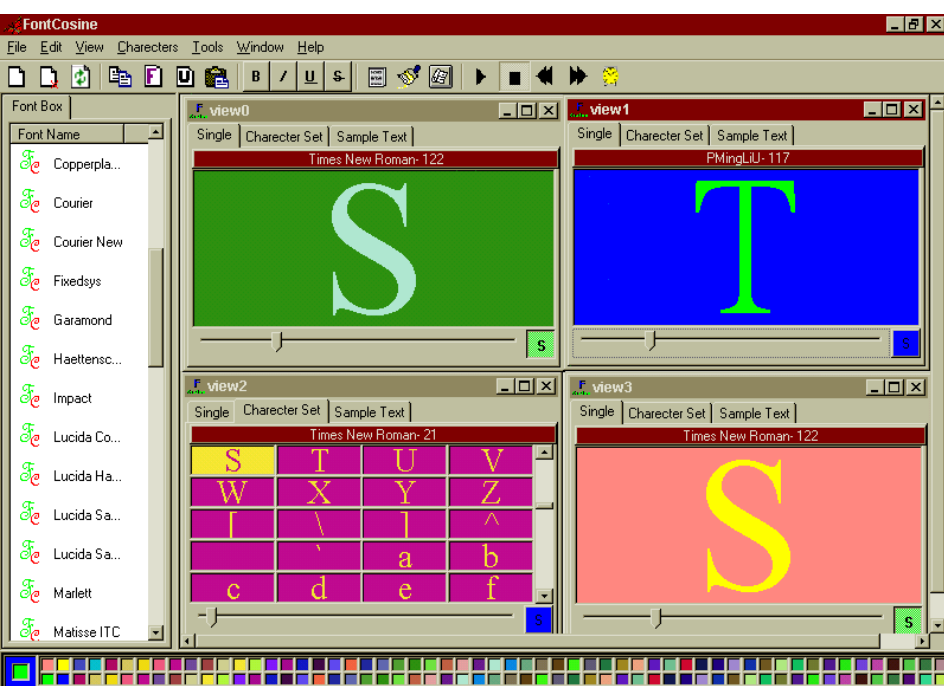 FontCosine
File Edit View Charecters Tools Window Help
B I U S
Font Box
Font Name
Copperpla...
Courier
Courier New
Fixedsys
Garamond
Haettensc...
Impact
Lucida Co...
Lucida Ha...
Lucida Sa...
Lucida Sa...
Marlett
Matisse ITC
view0
Single Charecter Set Sample Text
Times New Roman- 122
S
S
view1
Single Charecter Set Sample Text
PMingLiU- 117
T
S
view2
Single Charecter Set Sample Text
Times New Roman- 21
S T U V
W X Y Z
[ \ ] ^
` a b
c d e f
S
view3
Single Charecter Set Sample Text
Times New Roman- 122
S
S